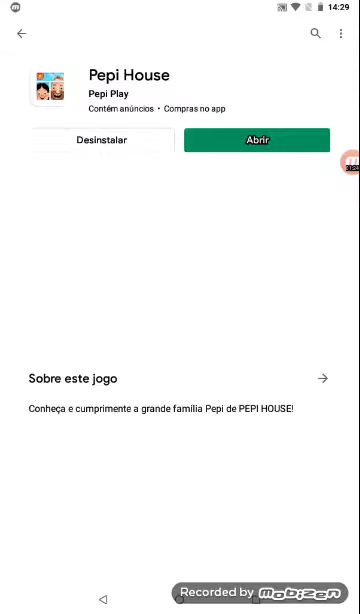 14:29
Pepi House
Pepi Play
Contém anúncios • Compras no app
Desinstalar
Abrir
Sobre este jogo
Conheça e cumprimente a grande família Pepi de PEPI HOUSE!
Recorded by mobizen